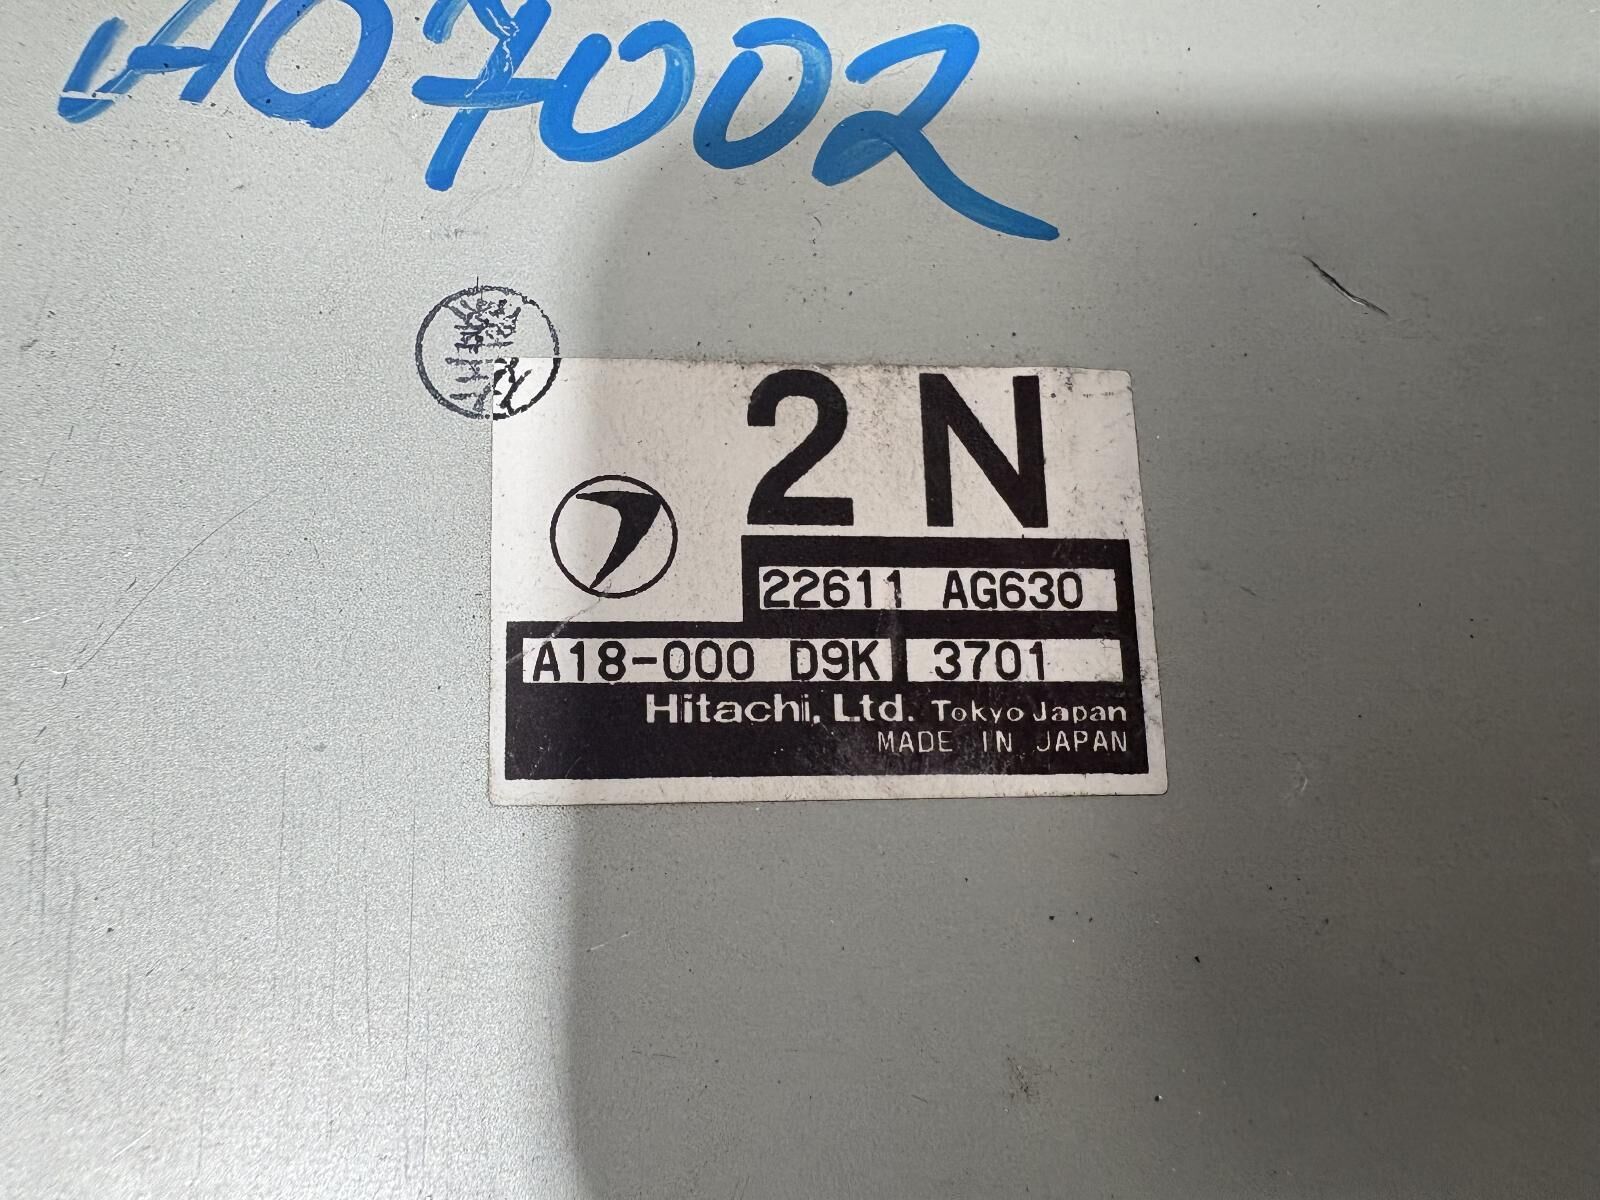 A07002
2N
22611 AG630
A18-000 D9K 3701
Hitachi, Ltd. Tokyo Japan
MADE IN JAPAN